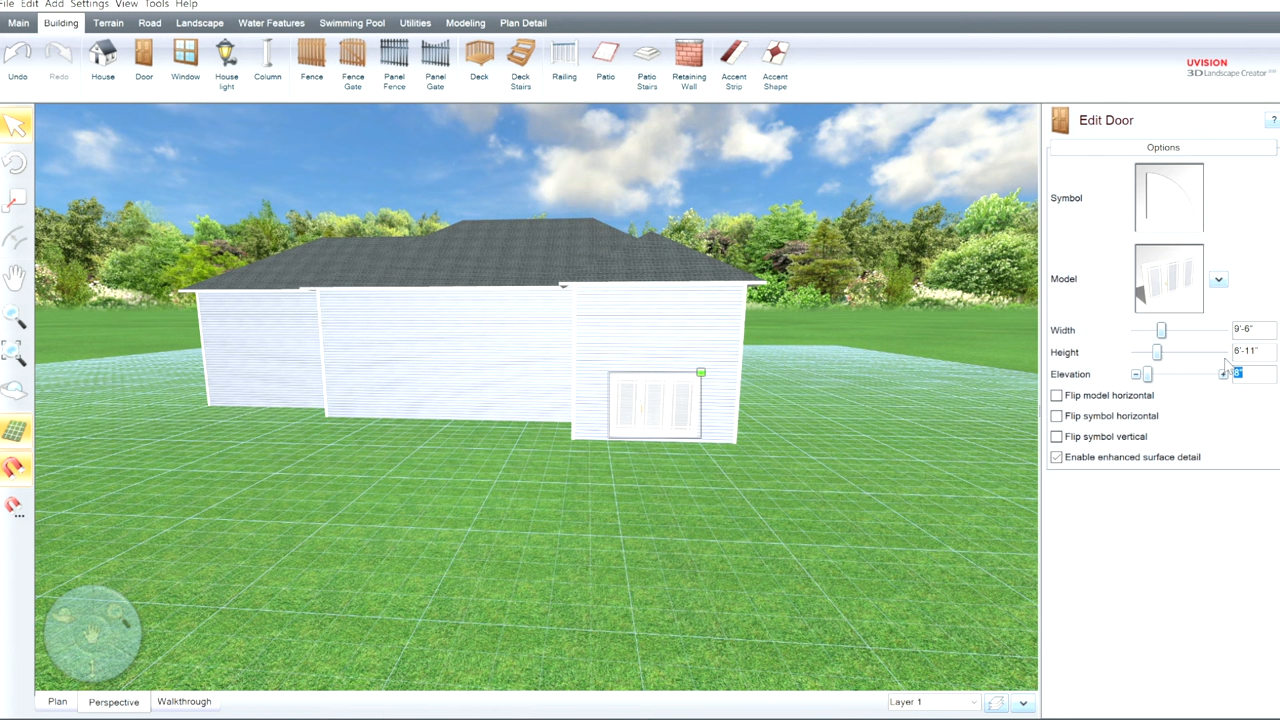 File Edit Add Settings View Tools Help
Main Building Terrain Road Landscape Water Features Swimming Pool Utilities Modeling Plan Detail
Undo Redo House Door Window House light Column Fence Fence Gate Panel Fence Panel Gate Deck Deck Stairs Railing Patio Patio Stairs Retaining Wall Accent Strip Accent Shape
UVISION
3D Landscape Creator
Edit Door
?
Options
Symbol
Model
Width 9'-6"
Height 6'-11"
Elevation
Flip model horizontal
Flip symbol horizontal
Flip symbol vertical
Enable enhanced surface detail
Plan Perspective Walkthrough Layer 1